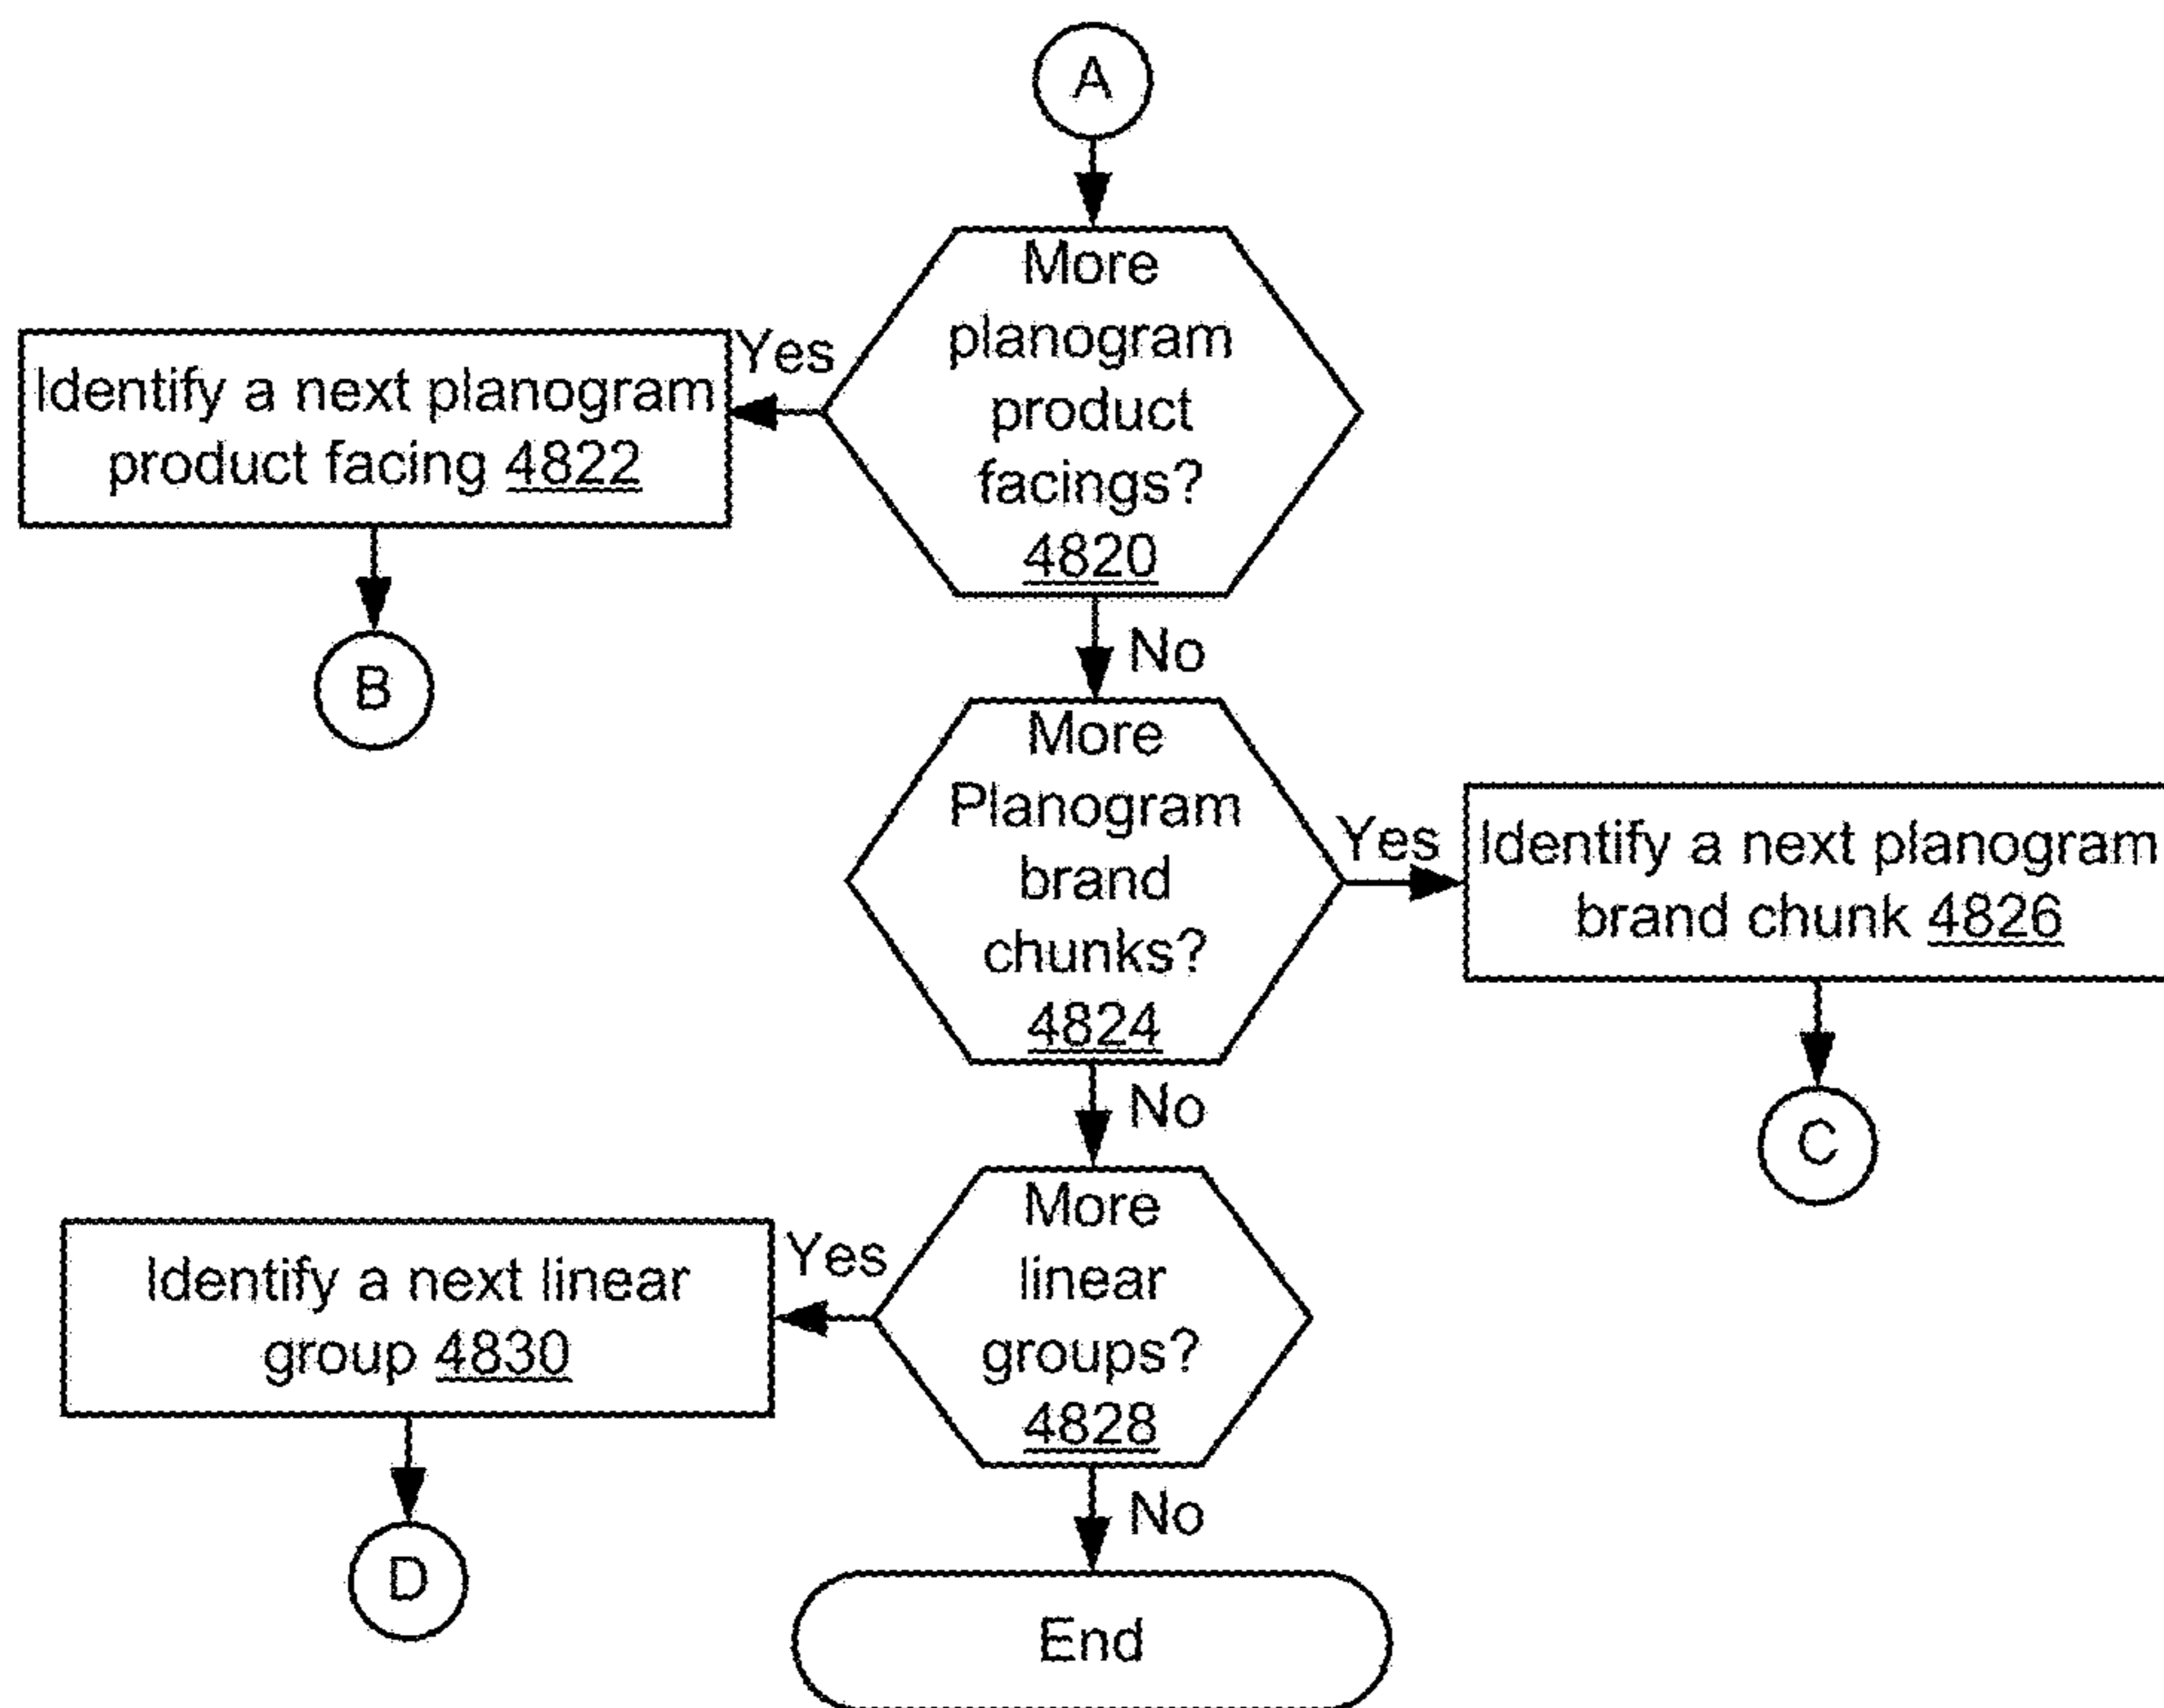 A
More
planogram
product
facings?
4820
Yes
Identify a next planogram
product facing 4822
B
No
More
Planogram
brand
chunks?
4824
Yes
Identify a next planogram
brand chunk 4826
C
No
More
linear
groups?
4828
Yes
Identify a next linear
group 4830
D
No
End